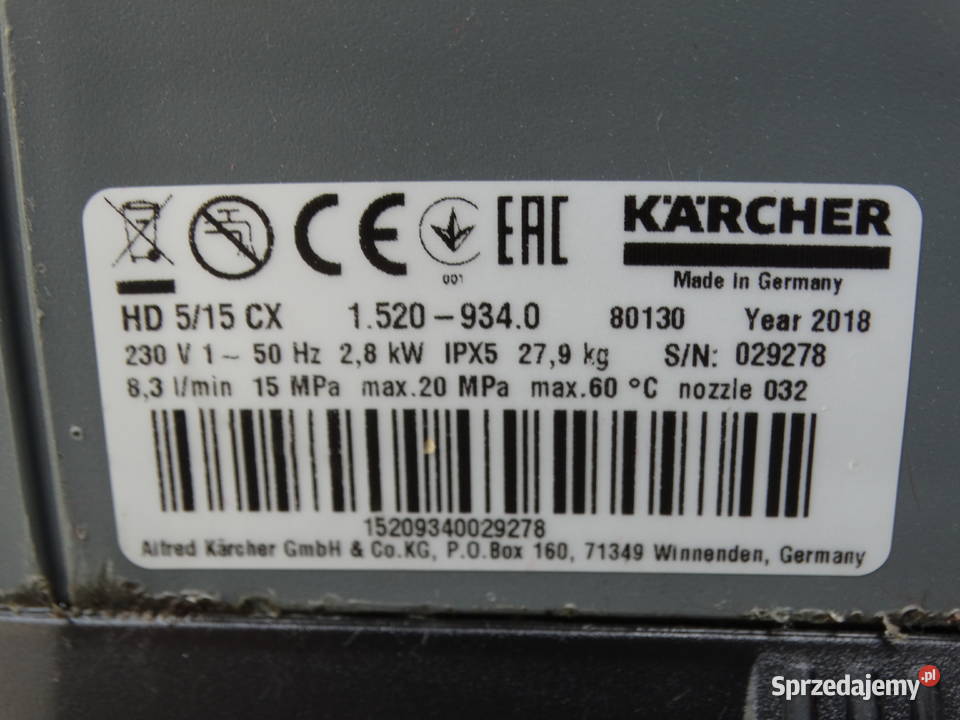 CE 001 EAC KÄRCHER
Made in Germany
HD 5/15 CX 1.520-934.0 80130 Year 2018
230 V 1~ 50 Hz 2,8 kW IPX5 27,9 kg S/N: 029278
8,3 l/min 15 MPa max.20 MPa max.60 °C nozzle 032
15209340029278
Alfred Kärcher GmbH & Co.KG, P.O.Box 160, 71349 Winnenden, Germany
Sprzedajemy.pl